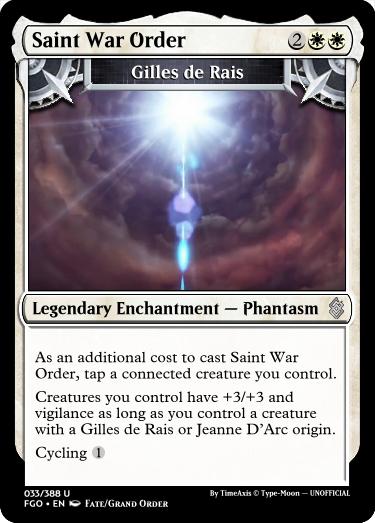 Saint War Order 2
Gilles de Rais
Legendary Enchantment — Phantasm
As an additional cost to cast Saint War
Order, tap a connected creature you control.
Creatures you control have +3/+3 and
vigilance as long as you control a creature
with a Gilles de Rais or Jeanne D'Arc origin.
Cycling 1
033/388 U
FGO • EN Fate/Grand Order
By TimeAxis © Type-Moon — UNOFFICIAL